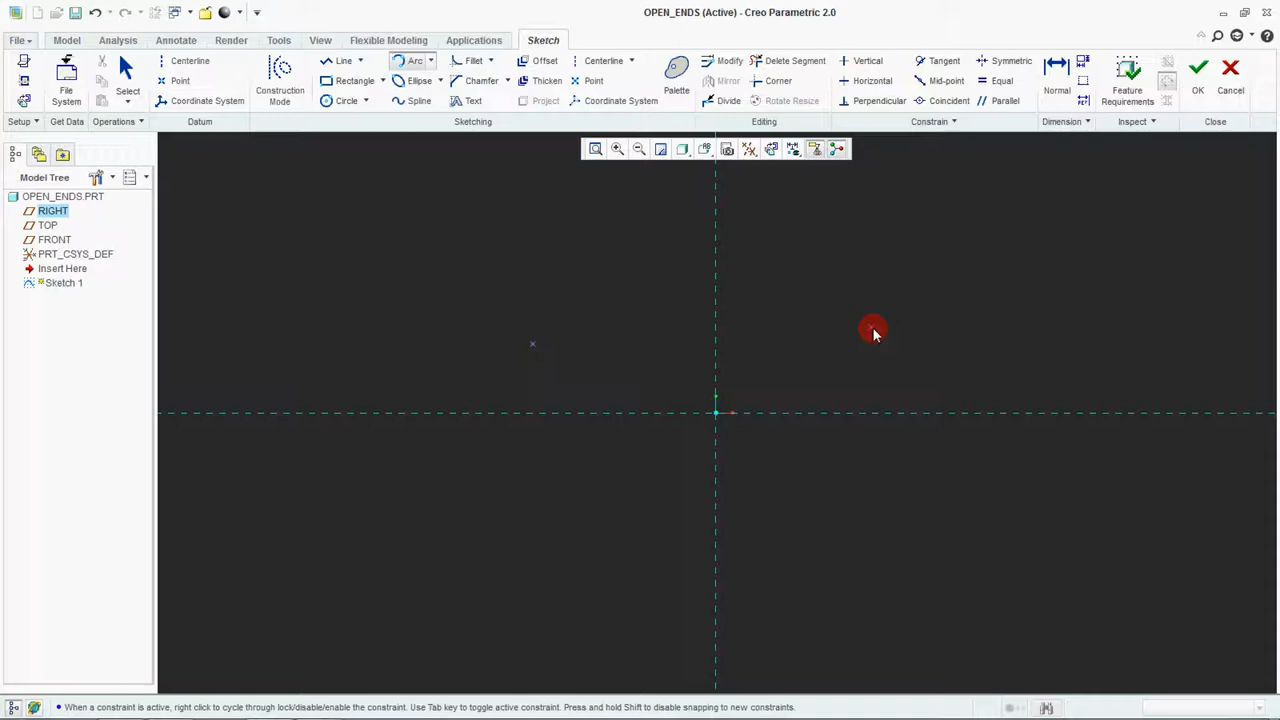 OPEN_ENDS (Active) - Creo Parametric 2.0
File Model Analysis Annotate Render Tools View Flexible Modeling Applications Sketch
File System
Select
Centerline
Point
Coordinate System
Construction Mode
Line Arc Fillet Offset Centerline
Rectangle Ellipse Chamfer Thicken Point
Circle Spline Text Project Coordinate System
Palette
Modify Delete Segment
Mirror Corner
Divide Rotate Resize
Vertical Tangent Symmetric
Horizontal Mid-point Equal
Perpendicular Coincident Parallel
Normal
Feature Requirements
OK Cancel
Setup Get Data Operations Datum Sketching Editing Constrain Dimension Inspect Close
Model Tree
OPEN_ENDS.PRT
RIGHT
TOP
FRONT
PRT_CSYS_DEF
Insert Here
Sketch 1
When a constraint is active, right click to cycle through lock/disable/enable the constraint. Use Tab key to toggle active constraint. Press and hold Shift to disable snapping to new constraints.